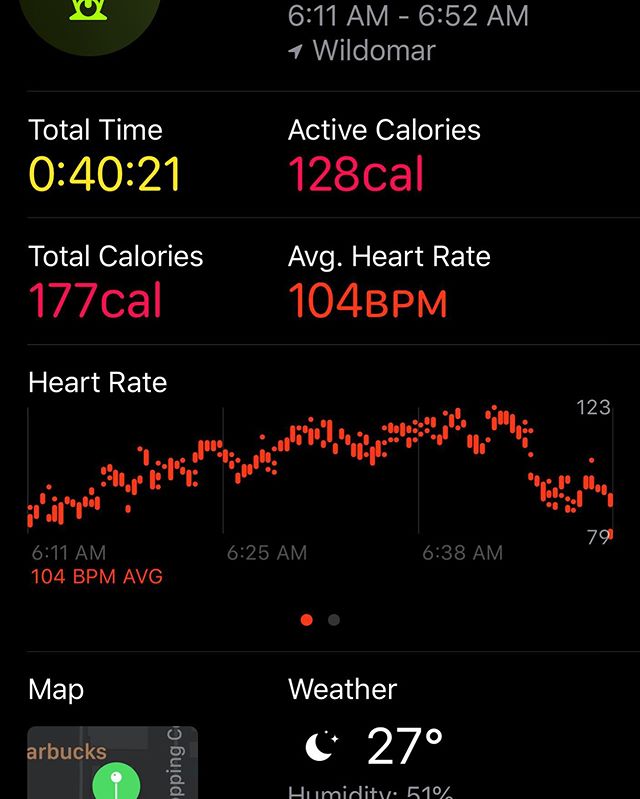 6:11 AM - 6:52 AM
Wildomar
Total Time
0:40:21
Active Calories
128cal
Total Calories
177cal
Avg. Heart Rate
104BPM
Heart Rate
123
79
6:11 AM
6:25 AM
6:38 AM
104 BPM AVG
Map
Weather
27°
arbucks
opping C
Humidity: 51%